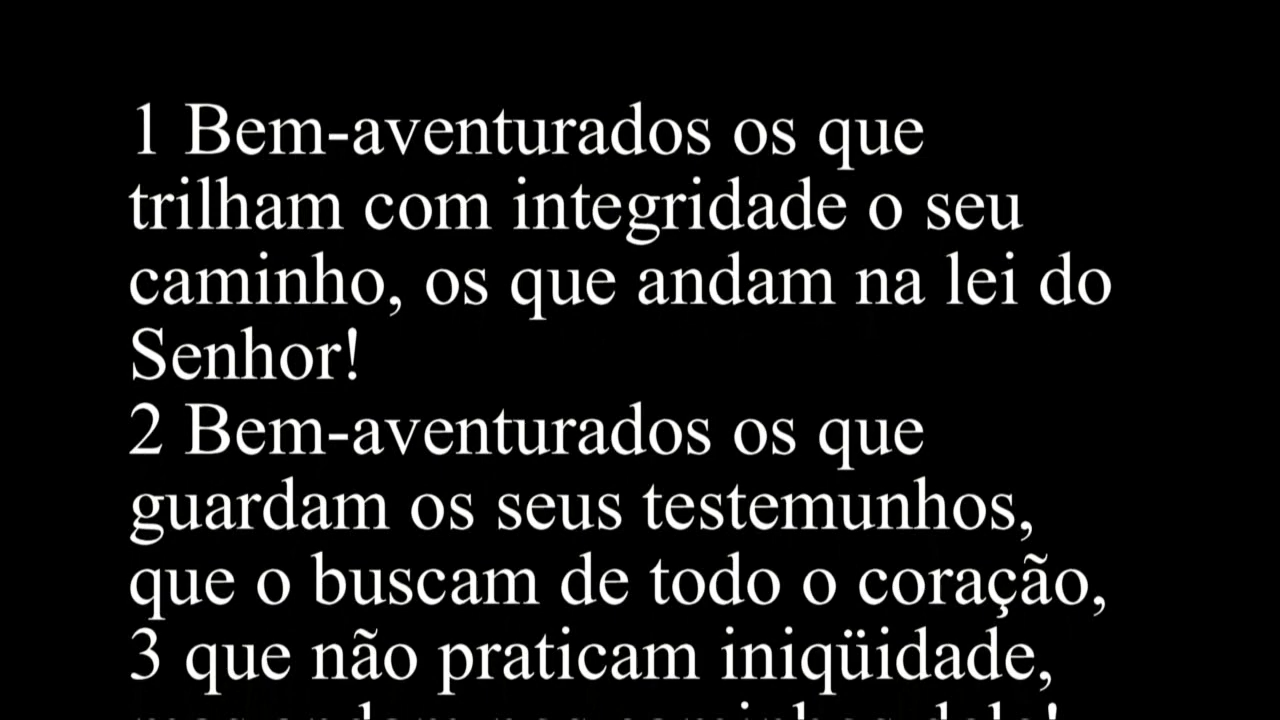 1 Bem-aventurados os que
trilham com integridade o seu
caminho, os que andam na lei do
Senhor!
2 Bem-aventurados os que
guardam os seus testemunhos,
que o buscam de todo o coração,
3 que não praticam iniqüidade,